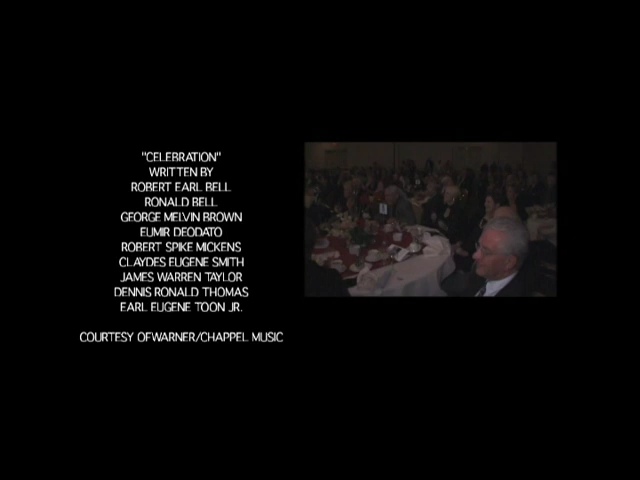 "CELEBRATION"
WRITTEN BY
ROBERT EARL BELL
RONALD BELL
GEORGE MELVIN BROWN
EUMIR DEODATO
ROBERT SPIKE MICKENS
CLAYDES EUGENE SMITH
JAMES WARREN TAYLOR
DENNIS RONALD THOMAS
EARL EUGENE TOON JR.
COURTESY OFWARNER/CHAPPEL MUSIC